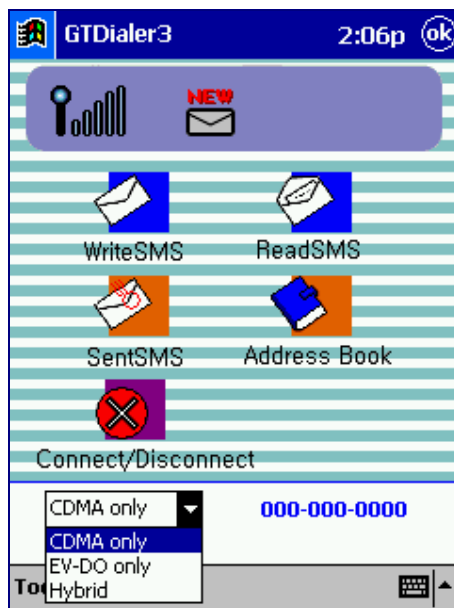 GTDialer3 2:06p ok
NEW
WriteSMS ReadSMS
SentSMS Address Book
Connect/Disconnect
CDMA only 000-000-0000
CDMA only
EV-DO only
Hybrid